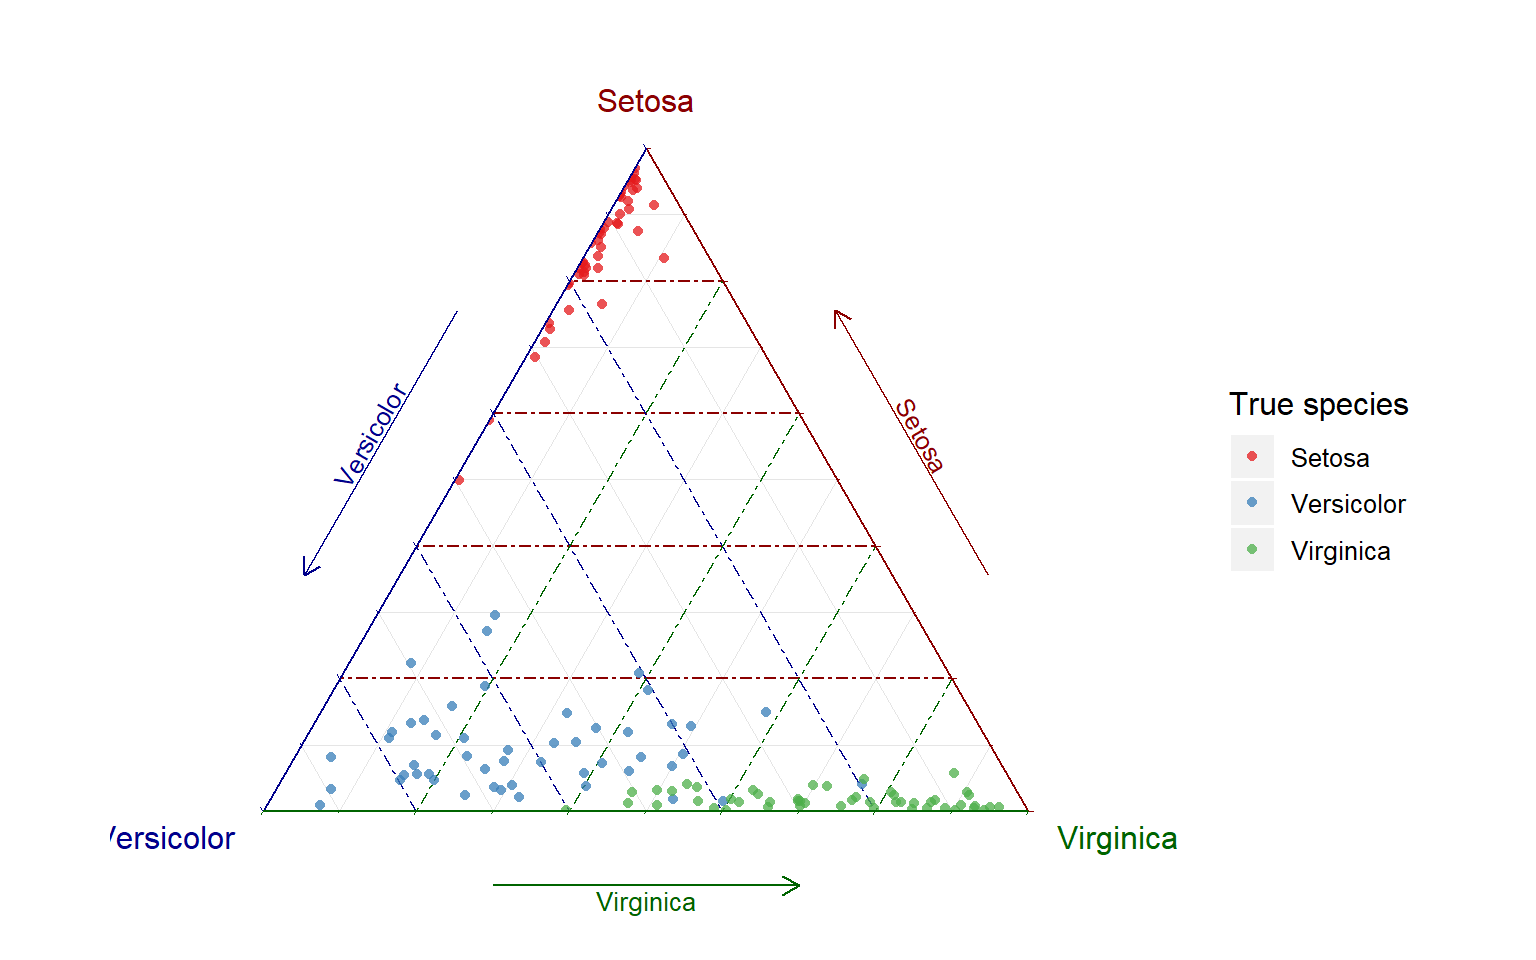 Setosa
Versicolor
Setosa
True species
Setosa
Versicolor
Virginica
ersicolor
Virginica
Virginica